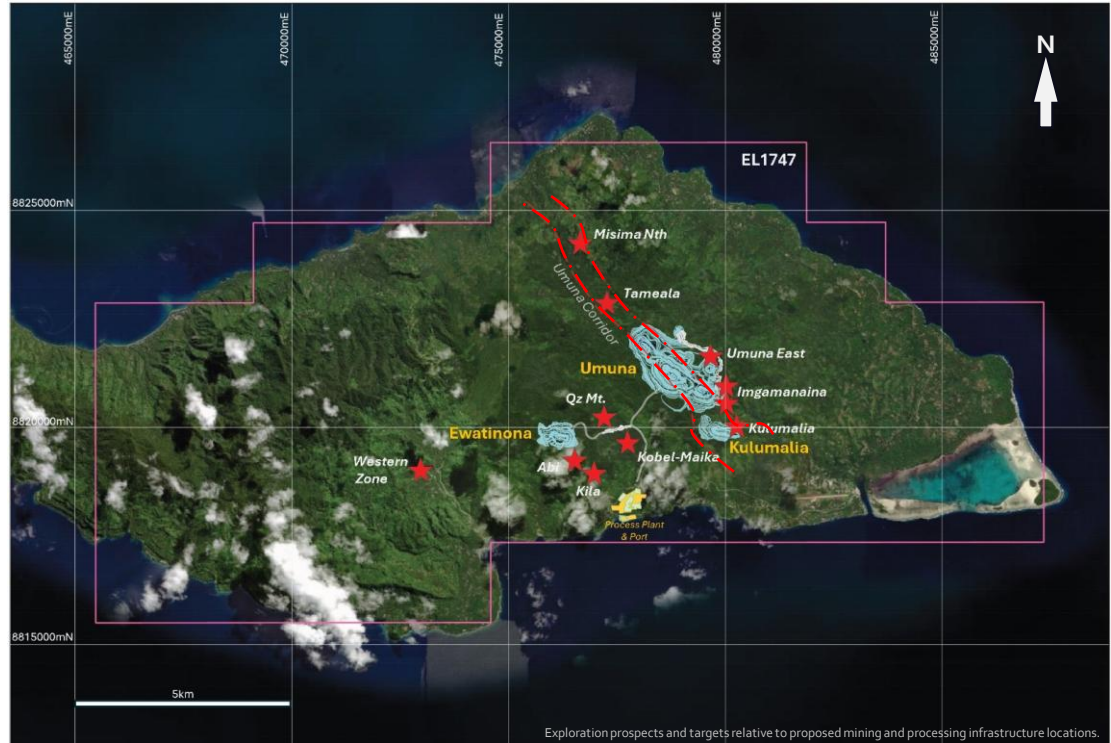 465000mE
470000mE
475000mE
480000mE
485000mE
N
EL1747
8825000mN
Misima Nth
Umuna Corridor
Tameala
Umuna East
Umuna
Imgamanaina
Qz Mt.
8820000mN
Ewatinona
Kulumalia
Kulumalia
Kobel-Maika
Western
Zone
Abi
Kila
Process Plant
& Port
8815000mN
5km
Exploration prospects and targets relative to proposed mining and processing infrastructure locations.